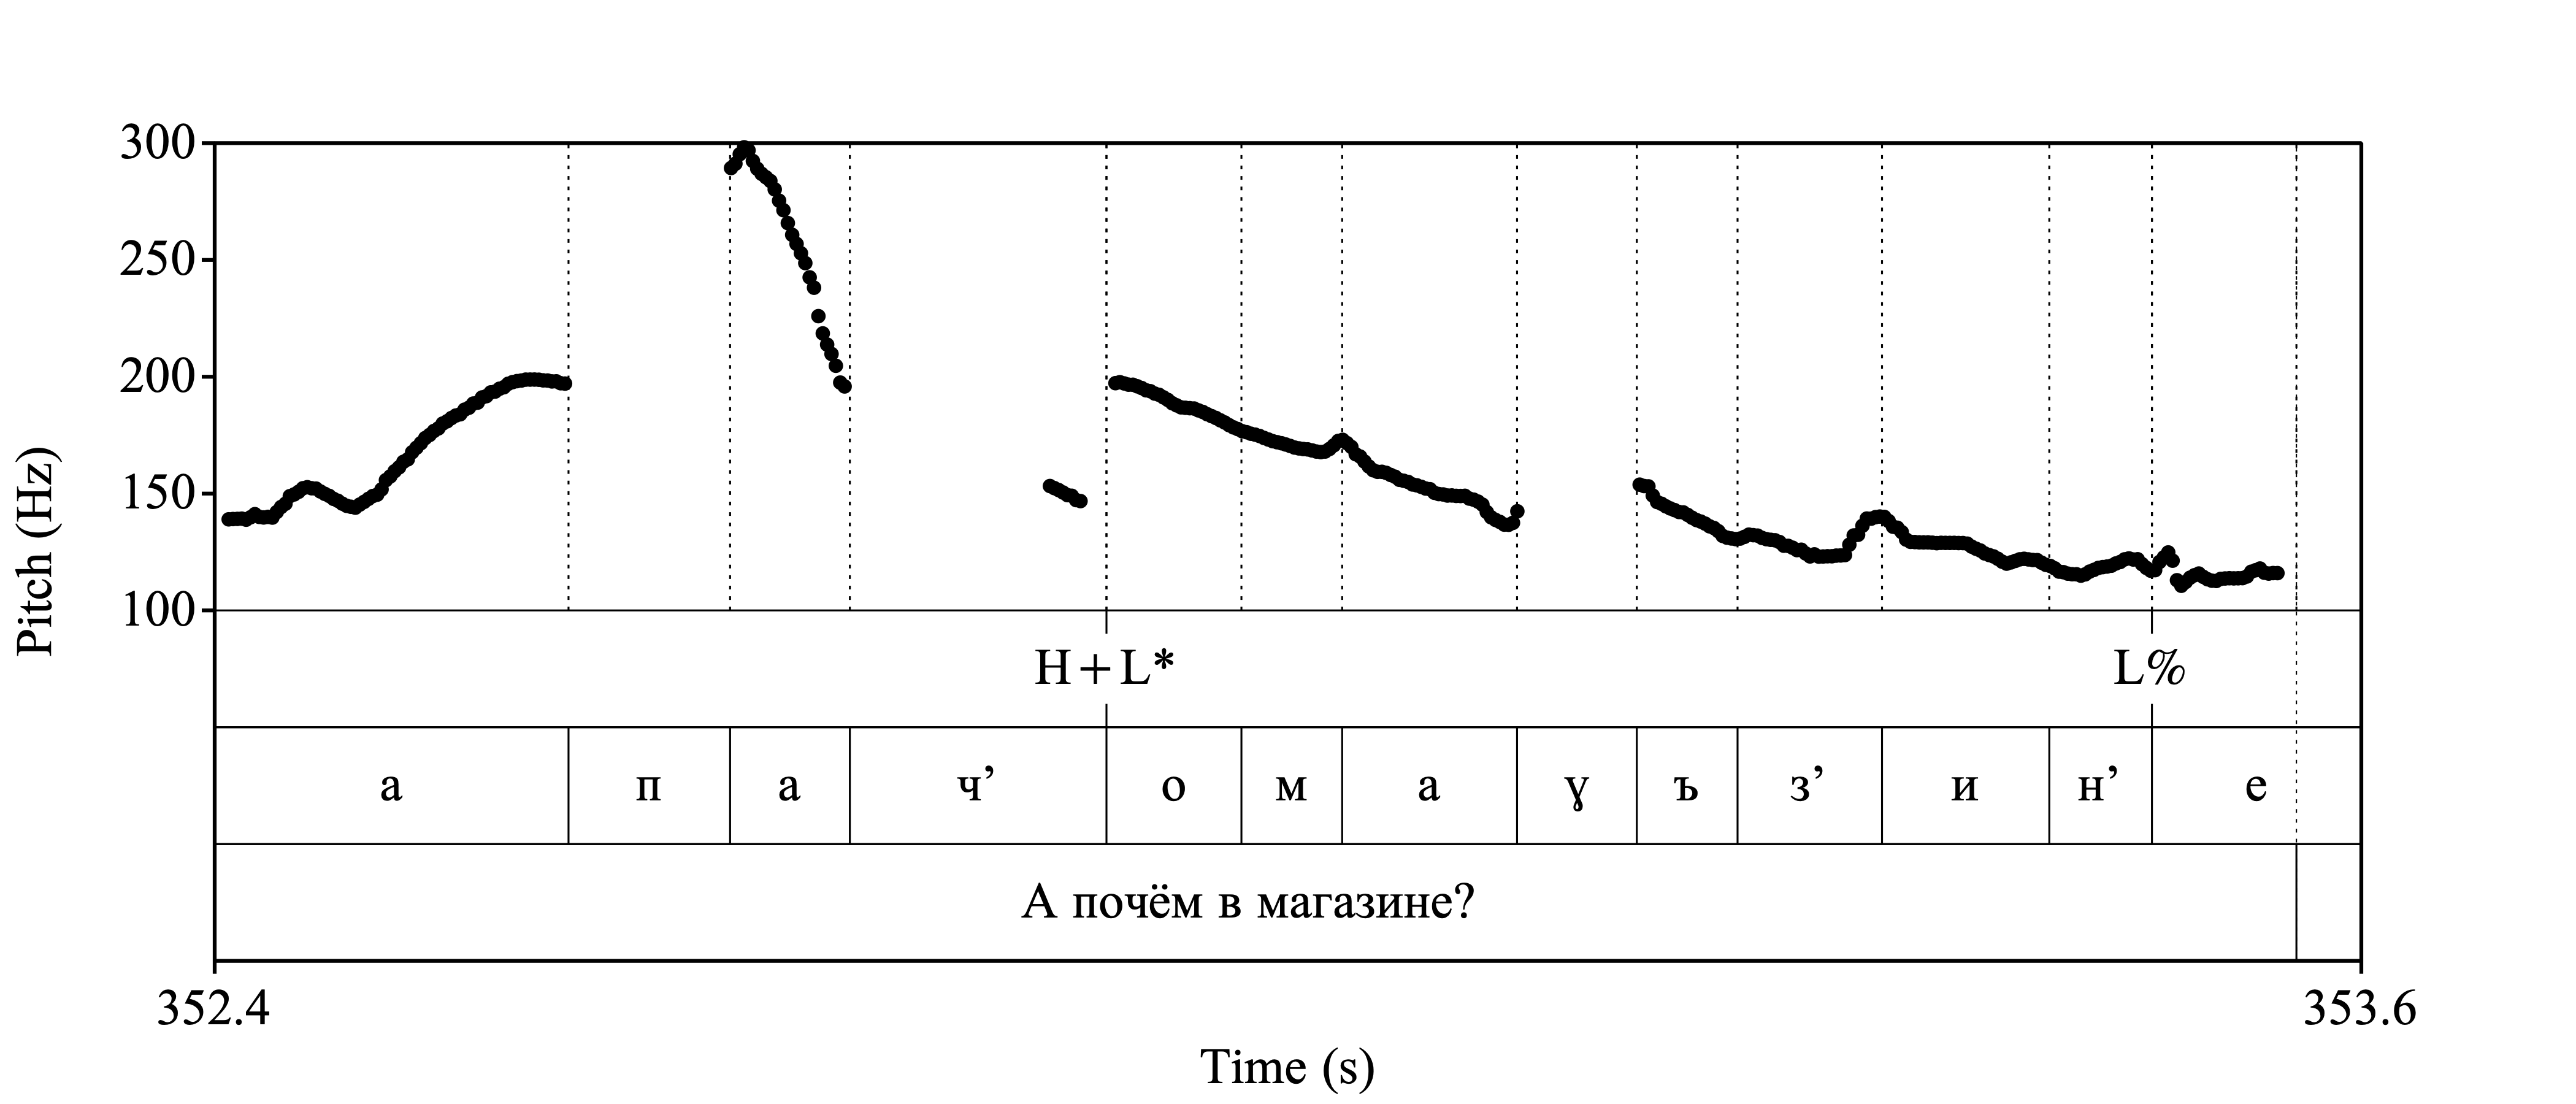 300
250
200
150
100
Pitch (Hz)
H+L* L%
а п а ч’ о м а ɣ ъ з’ и н’ е
А почём в магазине?
352.4 353.6
Time (s)